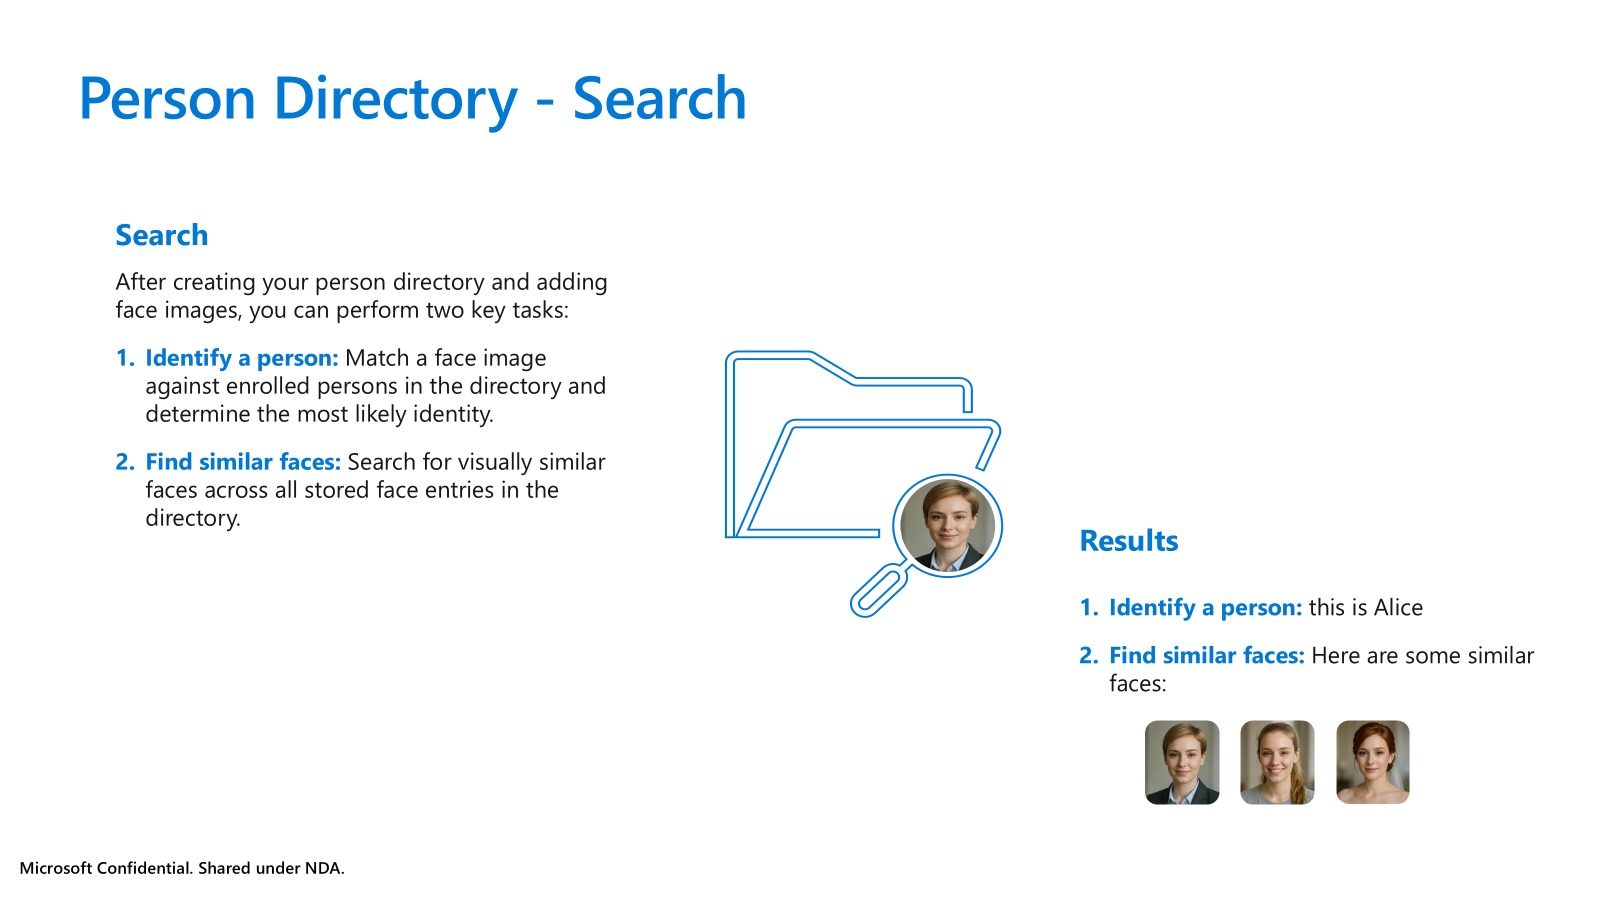 Person Directory - Search
Search
After creating your person directory and adding
face images, you can perform two key tasks:
1. Identify a person: Match a face image
against enrolled persons in the directory and
determine the most likely identity.
2. Find similar faces: Search for visually similar
faces across all stored face entries in the
directory.
Results
1. Identify a person: this is Alice
2. Find similar faces: Here are some similar
faces:
Microsoft Confidential. Shared under NDA.